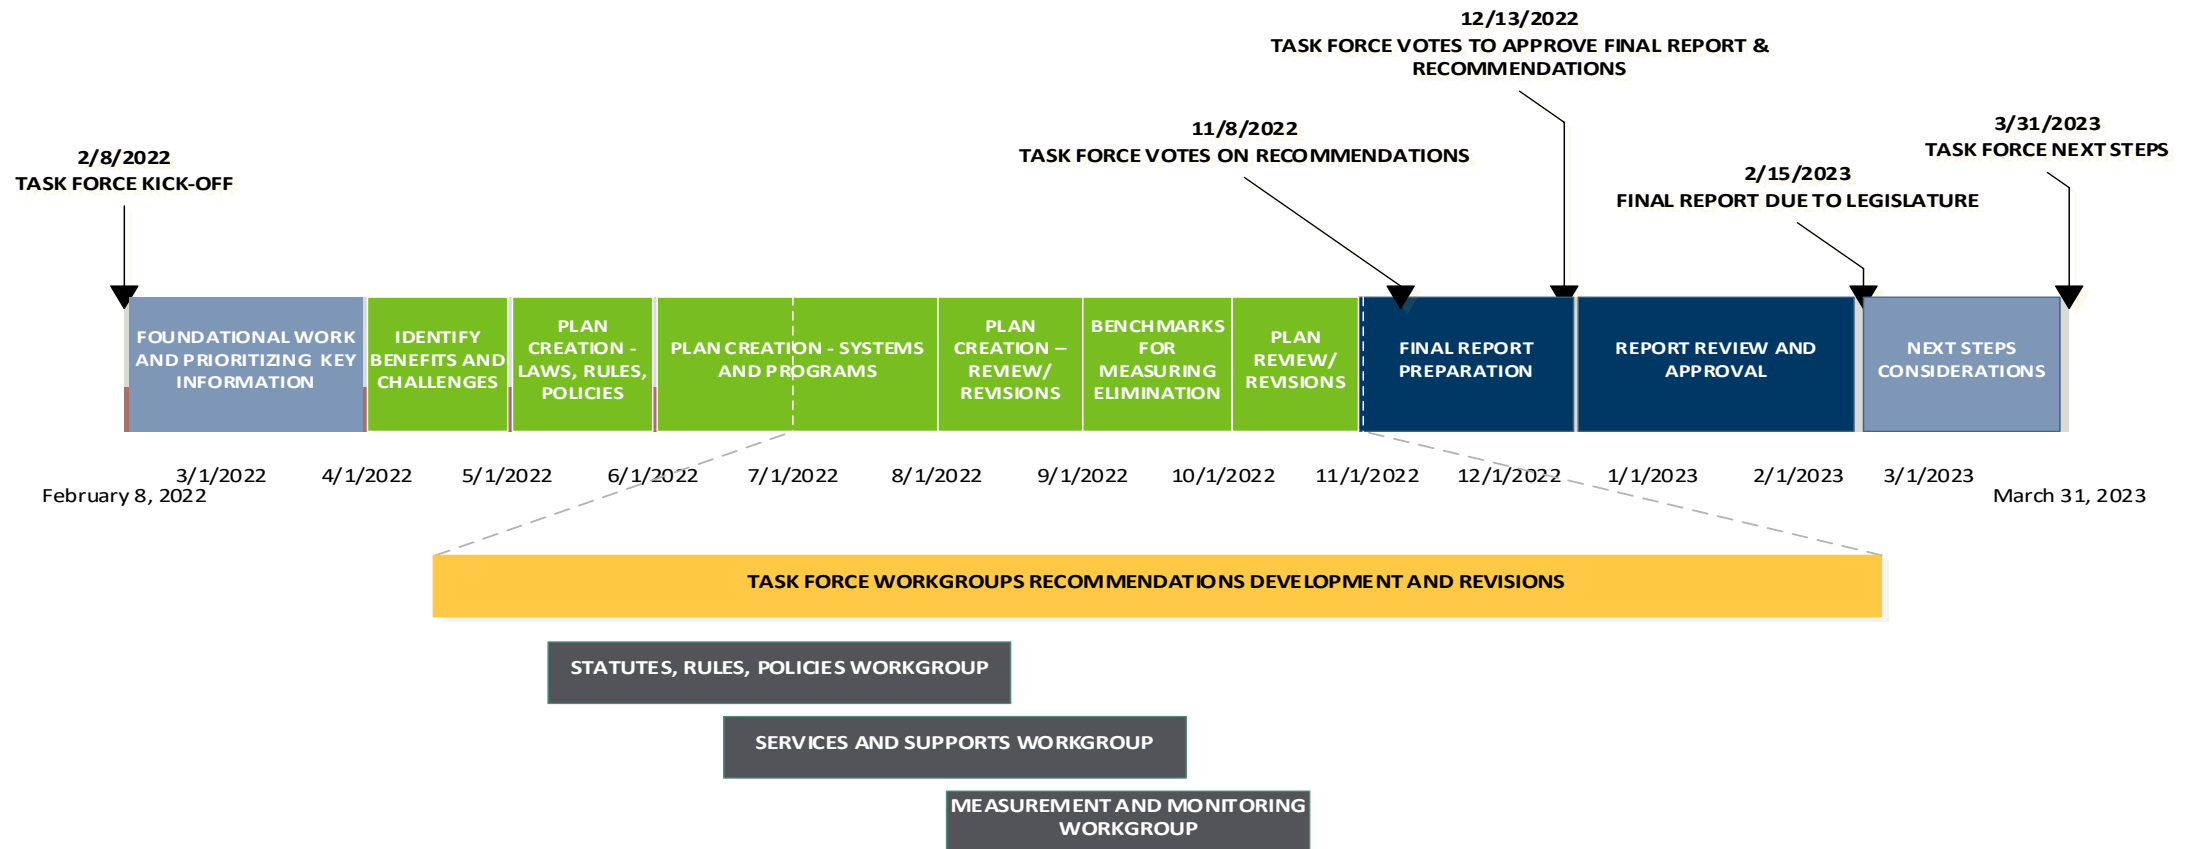 12/13/2022
TASK FORCE VOTES TO APPROVE FINAL REPORT &
RECOMMENDATIONS
11/8/2022
TASK FORCE VOTES ON RECOMMENDATIONS
3/31/2023
TASK FORCE NEXT STEPS
2/8/2022
TASK FORCE KICK-OFF
2/15/2023
FINAL REPORT DUE TO LEGISLATURE
FOUNDATIONAL WORK
AND PRIORITIZING KEY
INFORMATION
IDENTIFY
BENEFITS AND
CHALLENGES
PLAN
CREATION -
LAWS, RULES,
POLICIES
PLAN CREATION - SYSTEMS
AND PROGRAMS
PLAN
CREATION –
REVIEW/
REVISIONS
BENCHMARKS
FOR
MEASURING
ELIMINATION
PLAN
REVIEW/
REVISIONS
FINAL REPORT
PREPARATION
REPORT REVIEW AND
APPROVAL
NEXT STEPS
CONSIDERATIONS
3/1/2022
4/1/2022
5/1/2022
6/1/2022
7/1/2022
8/1/2022
9/1/2022
10/1/2022
11/1/2022
12/1/2022
1/1/2023
2/1/2023
3/1/2023
February 8, 2022
March 31, 2023
TASK FORCE WORKGROUPS RECOMMENDATIONS DEVELOPMENT AND REVISIONS
STATUTES, RULES, POLICIES WORKGROUP
SERVICES AND SUPPORTS WORKGROUP
MEASUREMENT AND MONITORING
WORKGROUP